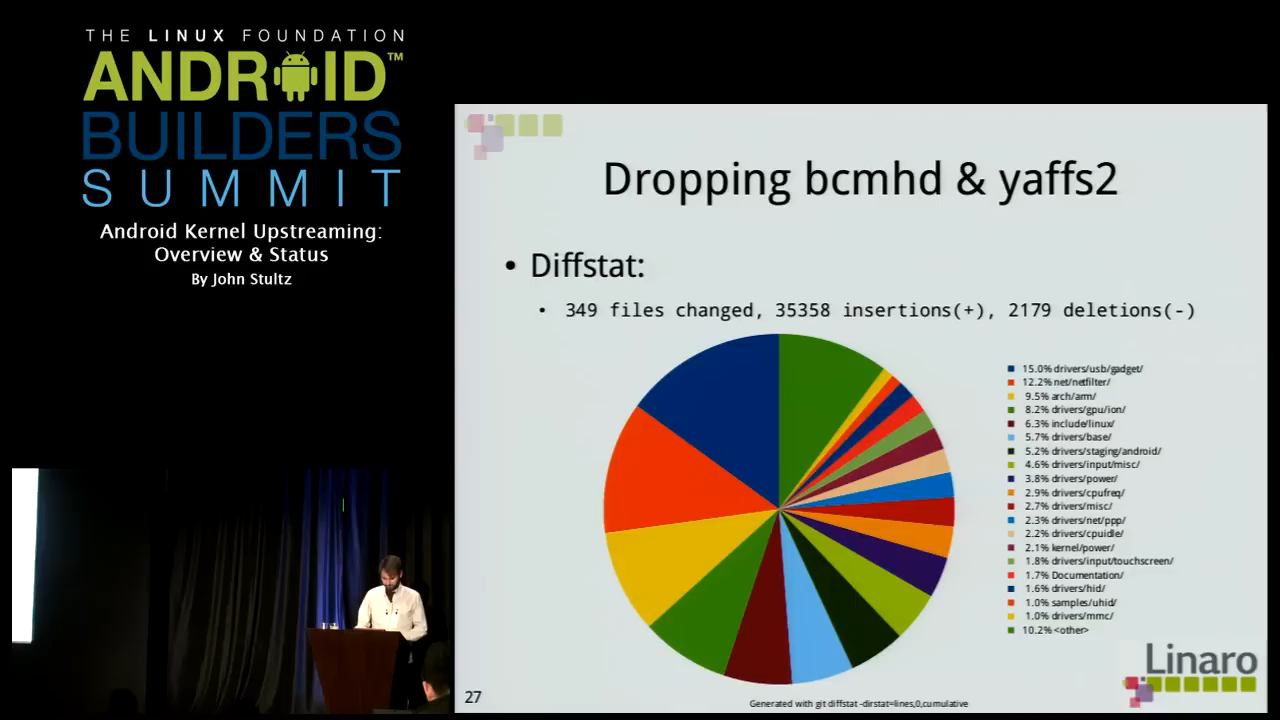 THE LINUX FOUNDATION
ANDROID™
BUILDERS
SUMMIT
Android Kernel Upstreaming:
Overview & Status
By John Stultz
Dropping bcmhd & yaffs2
• Diffstat:
• 349 files changed, 35358 insertions(+), 2179 deletions(-)
15.0% drivers/usb/gadget/
12.2% net/netfilter/
9.5% arch/arm/
8.2% drivers/gpu/ion/
6.3% include/linux/
5.7% drivers/base/
5.2% drivers/staging/android/
4.6% drivers/input/misc/
3.8% drivers/power/
2.9% drivers/cpufreq/
2.7% drivers/misc/
2.3% drivers/net/ppp/
2.2% drivers/cpuidle/
2.1% kernel/power/
1.8% drivers/input/touchscreen/
1.7% Documentation/
1.6% drivers/hid/
1.0% samples/uhid/
1.0% drivers/mmc/
10.2% <other>
Linaro
27
Generated with git diffstat -dirstat=lines,0,cumulative